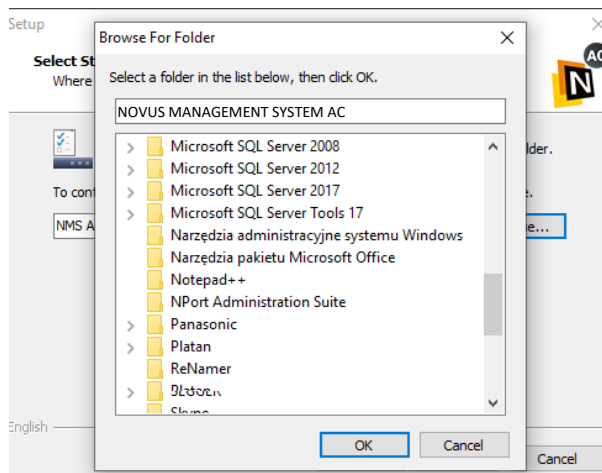 Setup
Browse For Folder
Select St
Where
AC
N
Select a folder in the list below, then click OK.
NOVUS MANAGEMENT SYSTEM AC
Microsoft SQL Server 2008
Microsoft SQL Server 2012
Microsoft SQL Server 2017
Microsoft SQL Server Tools 17
Narzędzia administracyjne systemu Windows
Narzędzia pakietu Microsoft Office
Notepad++
NPort Administration Suite
Panasonic
Platan
ReNamer
lder.
To cont
e.
NMS A
e...
English
OK
Cancel
Cancel